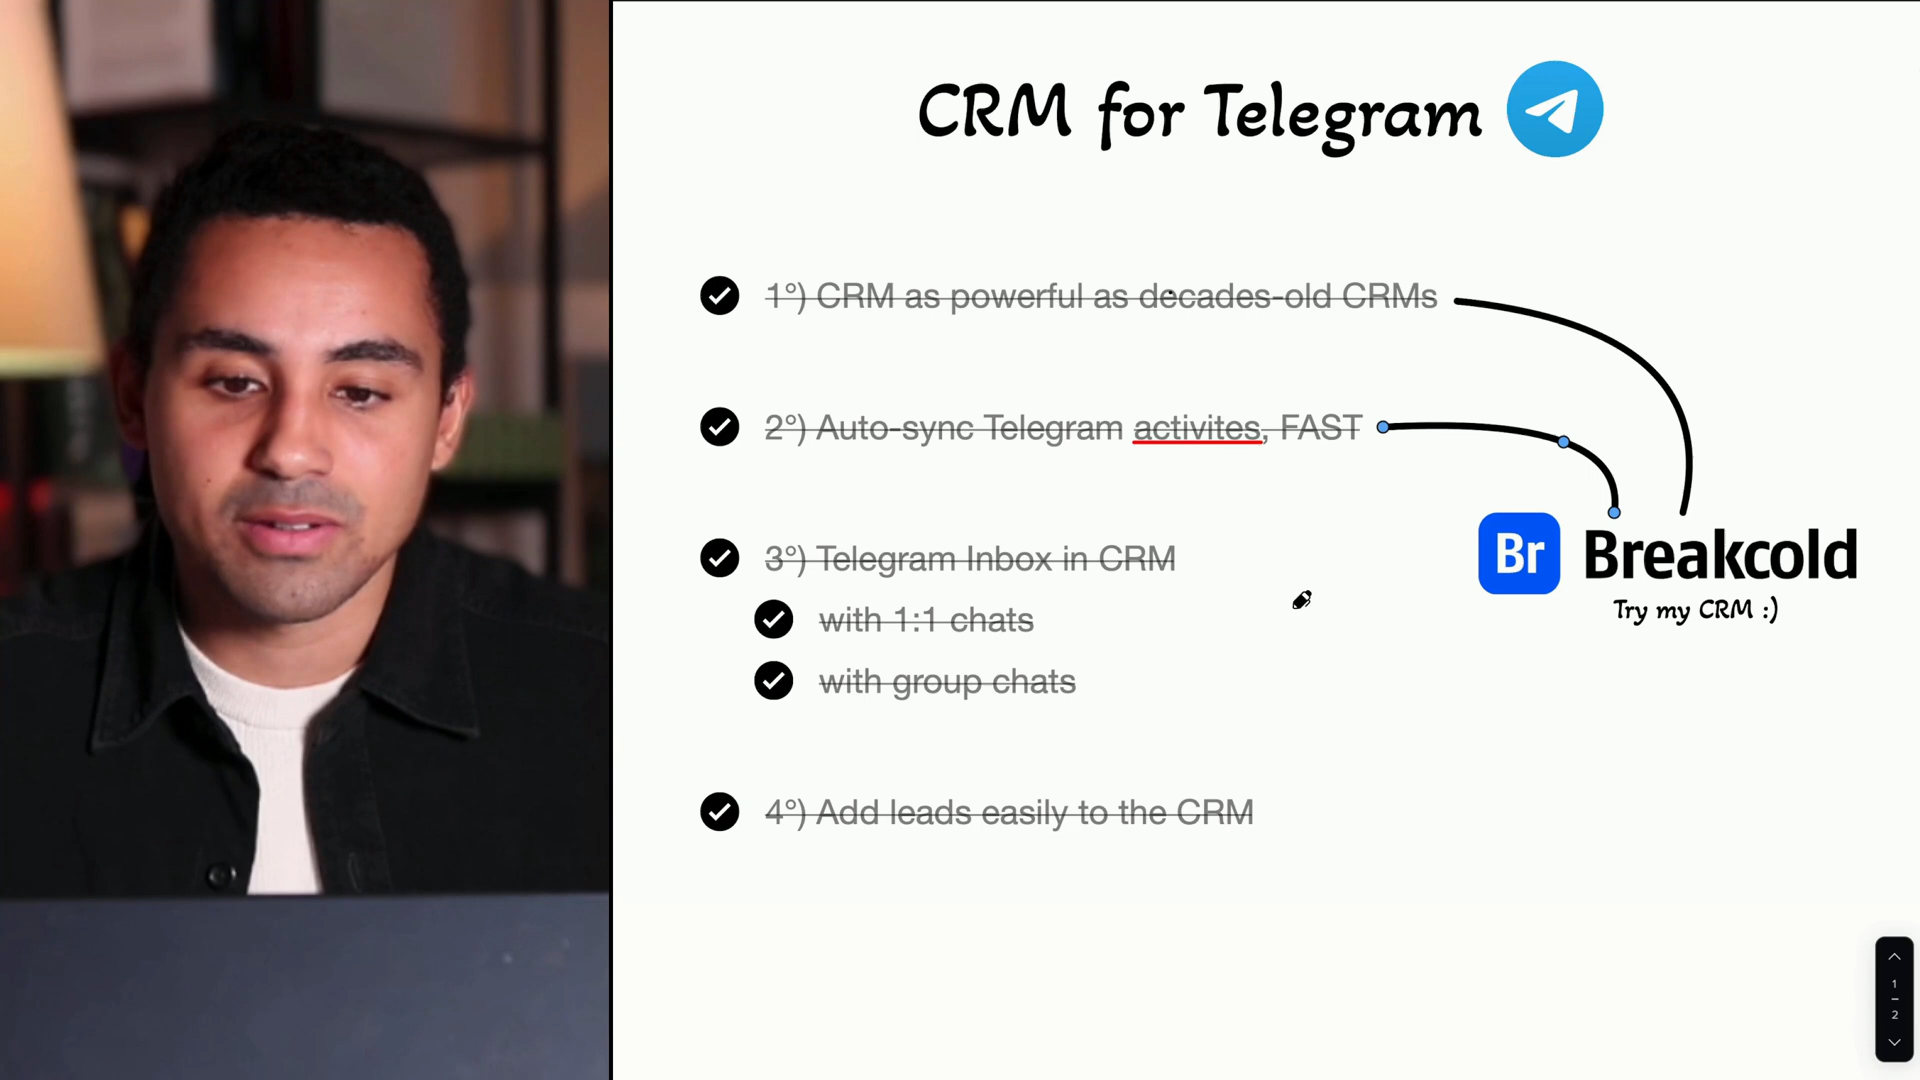 CRM for Telegram
1°) CRM as powerful as decades-old CRMs
2°) Auto-sync Telegram activites, FAST
Br Breakcold
Try my CRM :)
3°) Telegram Inbox in CRM
with 1:1 chats
with group chats
4°) Add leads easily to the CRM
1
–
2